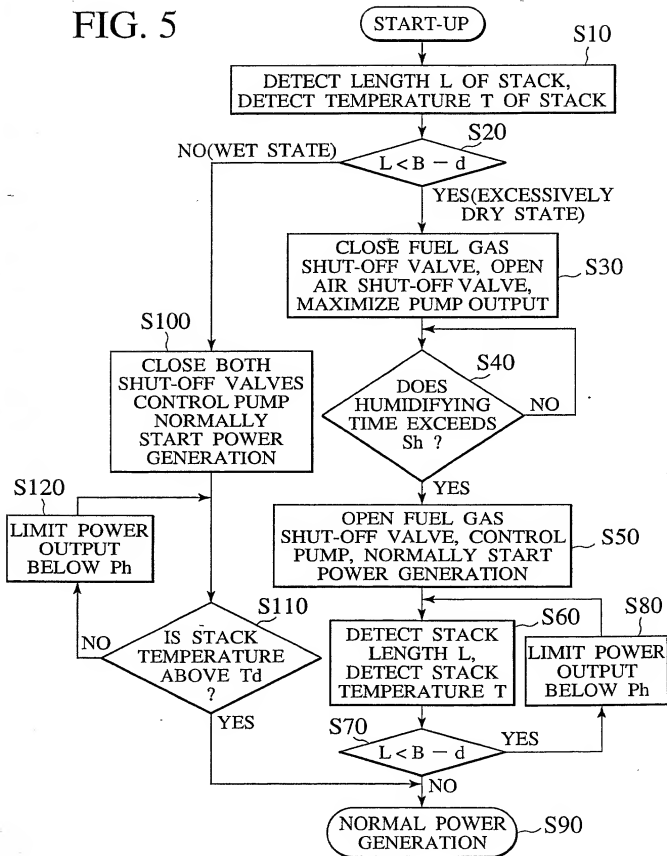 FIG. 5
START-UP
S10
DETECT LENGTH L OF STACK,
DETECT TEMPERATURE T OF STACK
S20
NO(WET STATE)
L < B – d
YES(EXCESSIVELY
DRY STATE)
CLOSE FUEL GAS
SHUT-OFF VALVE, OPEN
AIR SHUT-OFF VALVE,
MAXIMIZE PUMP OUTPUT
S30
S100
CLOSE BOTH
SHUT-OFF VALVES
CONTROL PUMP
NORMALLY
START POWER
GENERATION
S40
DOES
HUMIDIFYING
TIME EXCEEDS
Sh ?
NO
YES
S120
LIMIT POWER
OUTPUT
BELOW Ph
OPEN FUEL GAS
SHUT-OFF VALVE, CONTROL
PUMP, NORMALLY START
POWER GENERATION
S50
S110
IS STACK
TEMPERATURE
ABOVE Td
?
NO
YES
S60
DETECT STACK
LENGTH L,
DETECT STACK
TEMPERATURE T
S80
LIMIT POWER
OUTPUT
BELOW Ph
S70
L < B – d
YES
NO
NORMAL POWER
GENERATION
S90